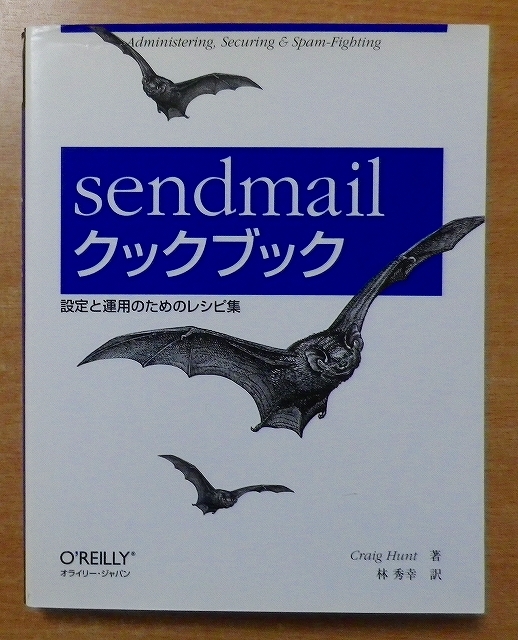 Administering, Securing & Spam-Fighting
sendmail
クックブック
設定と運用のためのレシピ集
O'REILLY®
オライリー・ジャパン
Craig Hunt 著
林 秀幸 訳